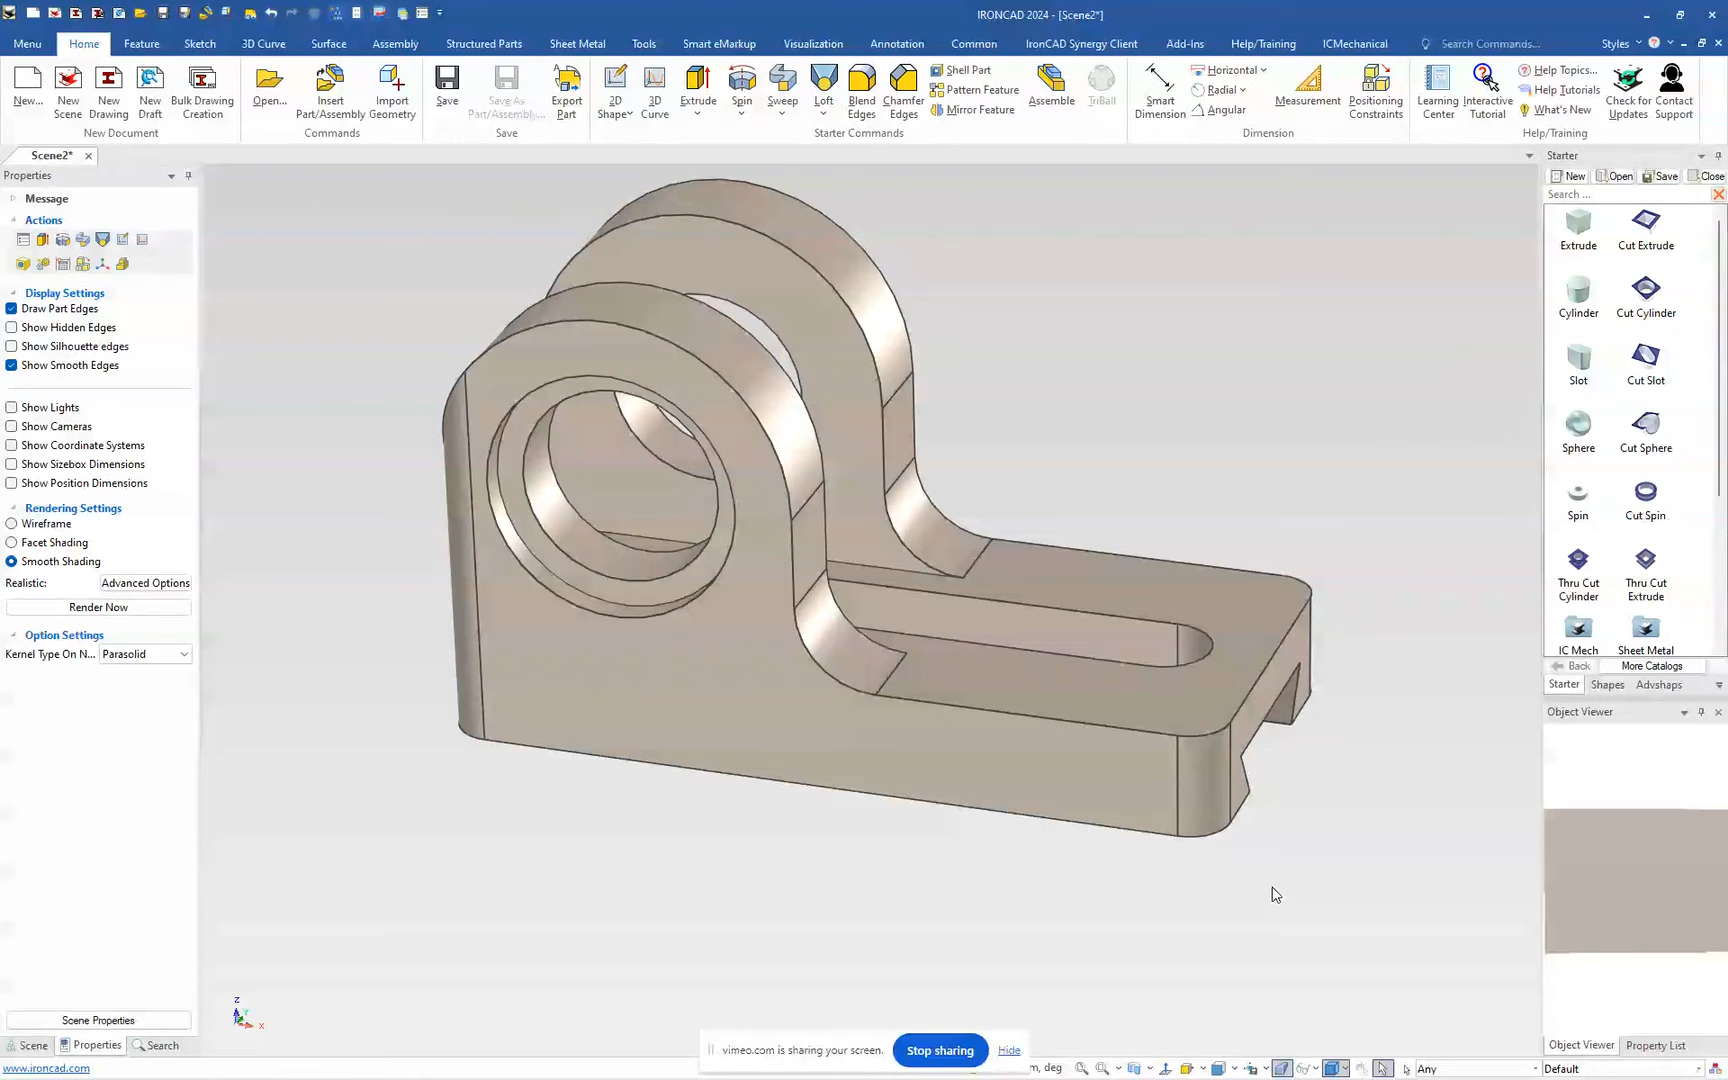 IRONCAD 2024 - [Scene2*]
Menu Home Feature Sketch 3D Curve Surface Assembly Structured Parts Sheet Metal Tools Smart eMarkup Visualization Annotation Common IronCAD Synergy Client Add-Ins Help/Training ICMechanical Search Commands... Styles
New... New Scene New Drawing New Draft Bulk Drawing Creation
New Document
Open... Insert Part/Assembly Import Geometry
Commands
Save Save As Part/Assembly... Export Part
Save
2D Shape 3D Curve Extrude Spin Sweep Loft Blend Edges Chamfer Edges
Shell Part
Pattern Feature
Mirror Feature
Assemble TriBall
Starter Commands
Smart Dimension
Horizontal
Radial
Angular
Measurement Positioning Constraints
Dimension
Learning Center Interactive Tutorial
Help Topics...
Help Tutorials
What's New
Check for Updates Contact Support
Help/Training
Scene2*
Properties
Message
Actions
Display Settings
Draw Part Edges
Show Hidden Edges
Show Silhouette edges
Show Smooth Edges
Show Lights
Show Cameras
Show Coordinate Systems
Show Sizebox Dimensions
Show Position Dimensions
Rendering Settings
Wireframe
Facet Shading
Smooth Shading
Realistic: Advanced Options
Render Now
Option Settings
Kernel Type On N... Parasolid
Scene Properties
Scene Properties Search
www.ironcad.com
Z
X
vimeo.com is sharing your screen. Stop sharing Hide
Starter
New Open Save Close
Search ...
Extrude Cut Extrude
Cylinder Cut Cylinder
Slot Cut Slot
Sphere Cut Sphere
Spin Cut Spin
Thru Cut Cylinder Thru Cut Extrude
IC Mech Sheet Metal
Back More Catalogs
Starter Shapes Advshaps
Object Viewer
Object Viewer Property List
m, deg Any Default